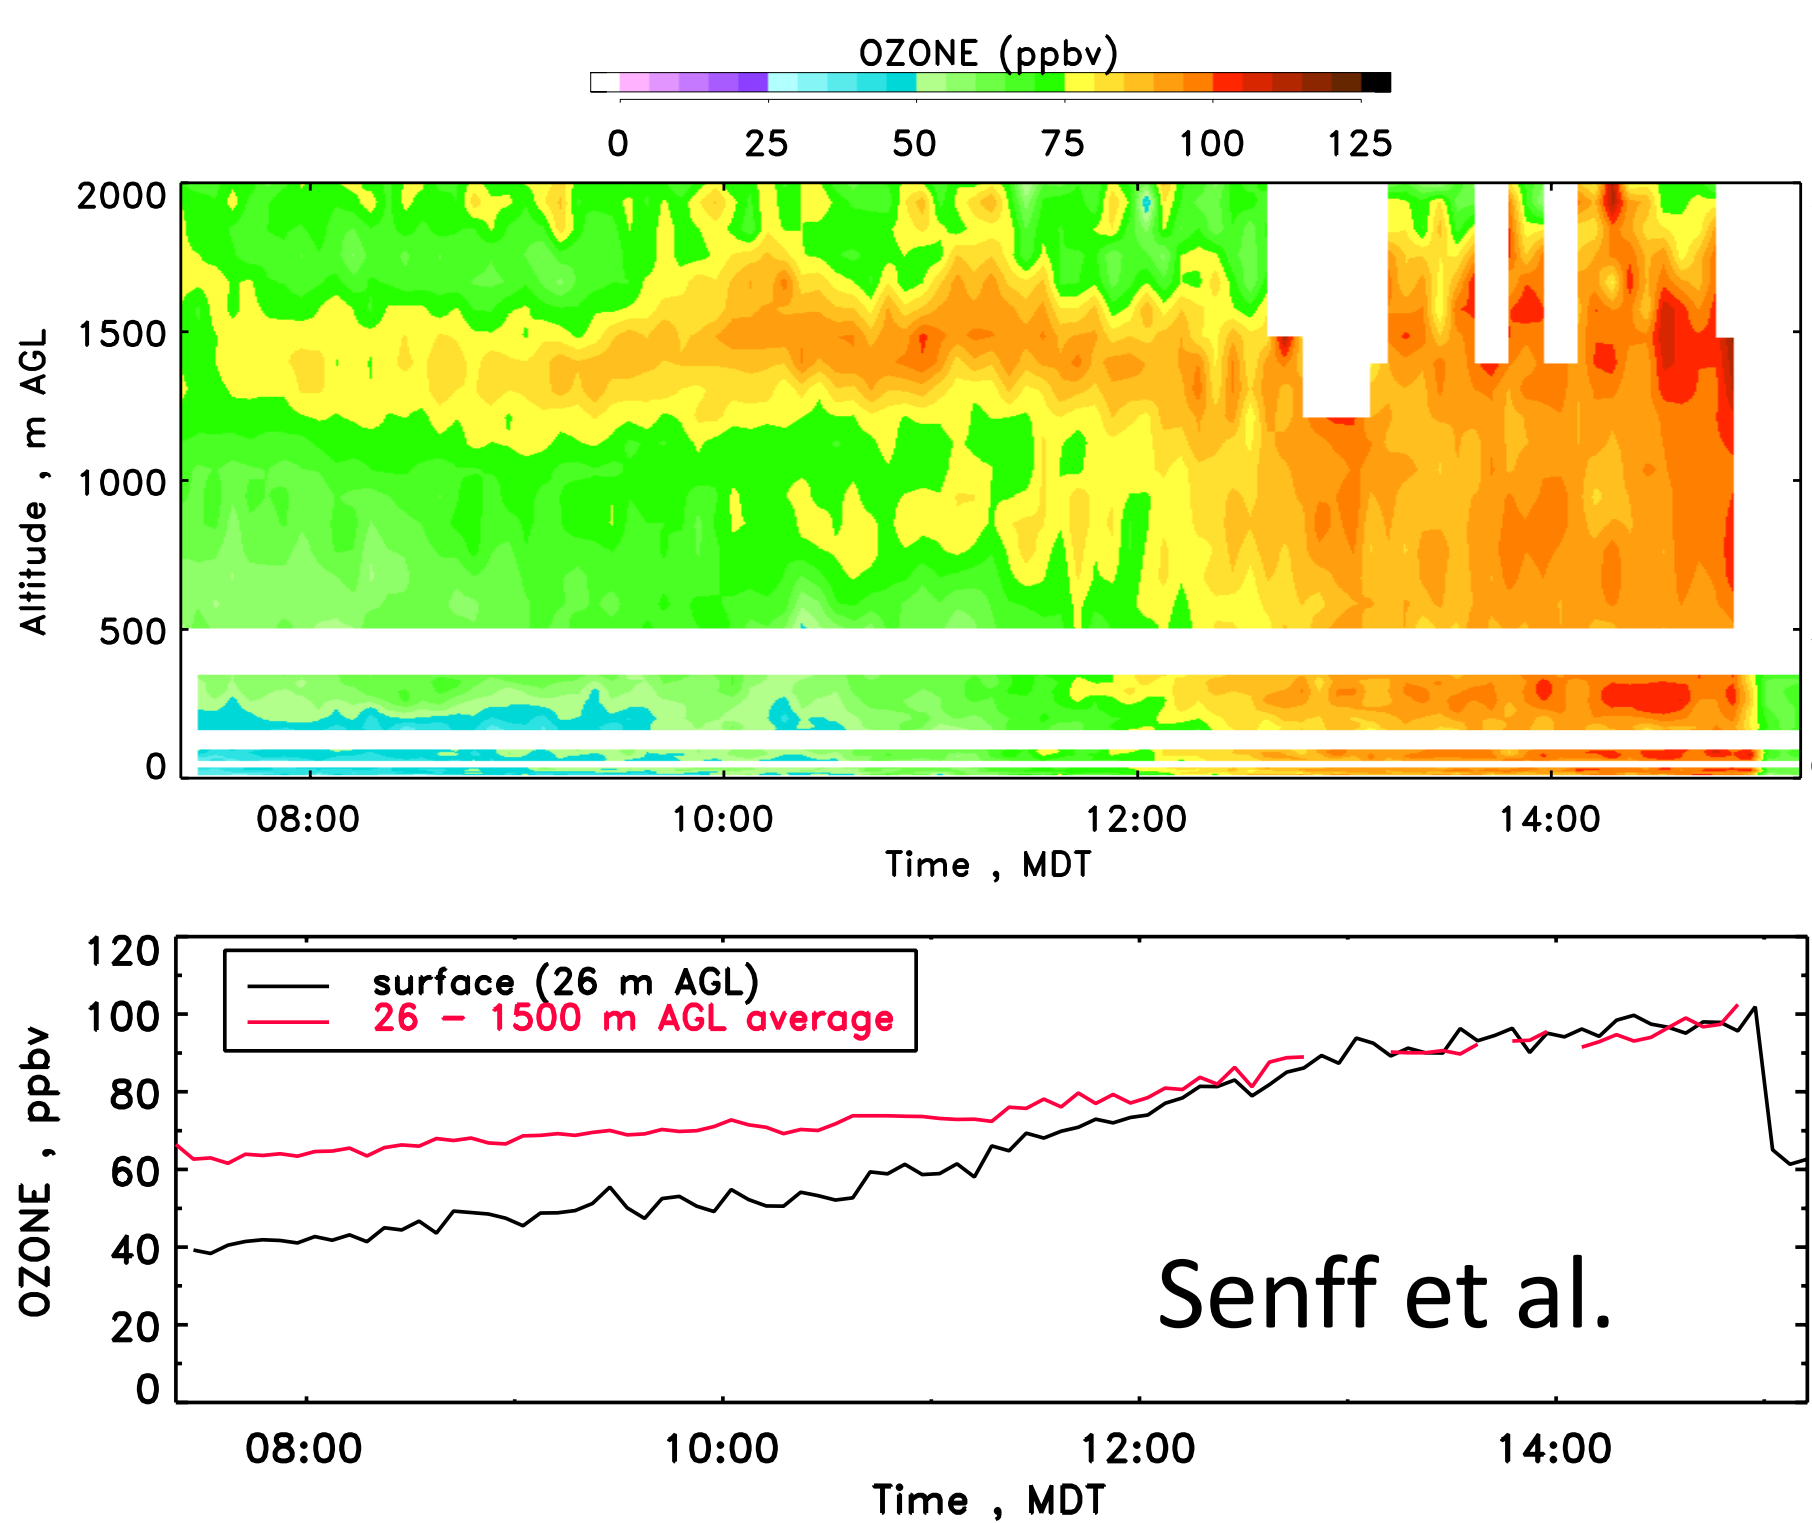 OZONE (ppbv)
0 25 50 75 100 125
2000
1500
1000
500
0
Altitude , m AGL
08:00 10:00 12:00 14:00
Time , MDT
120
100
80
60
40
20
0
OZONE , ppbv
surface (26 m AGL)
26 - 1500 m AGL average
Senff et al.
08:00 10:00 12:00 14:00
Time , MDT